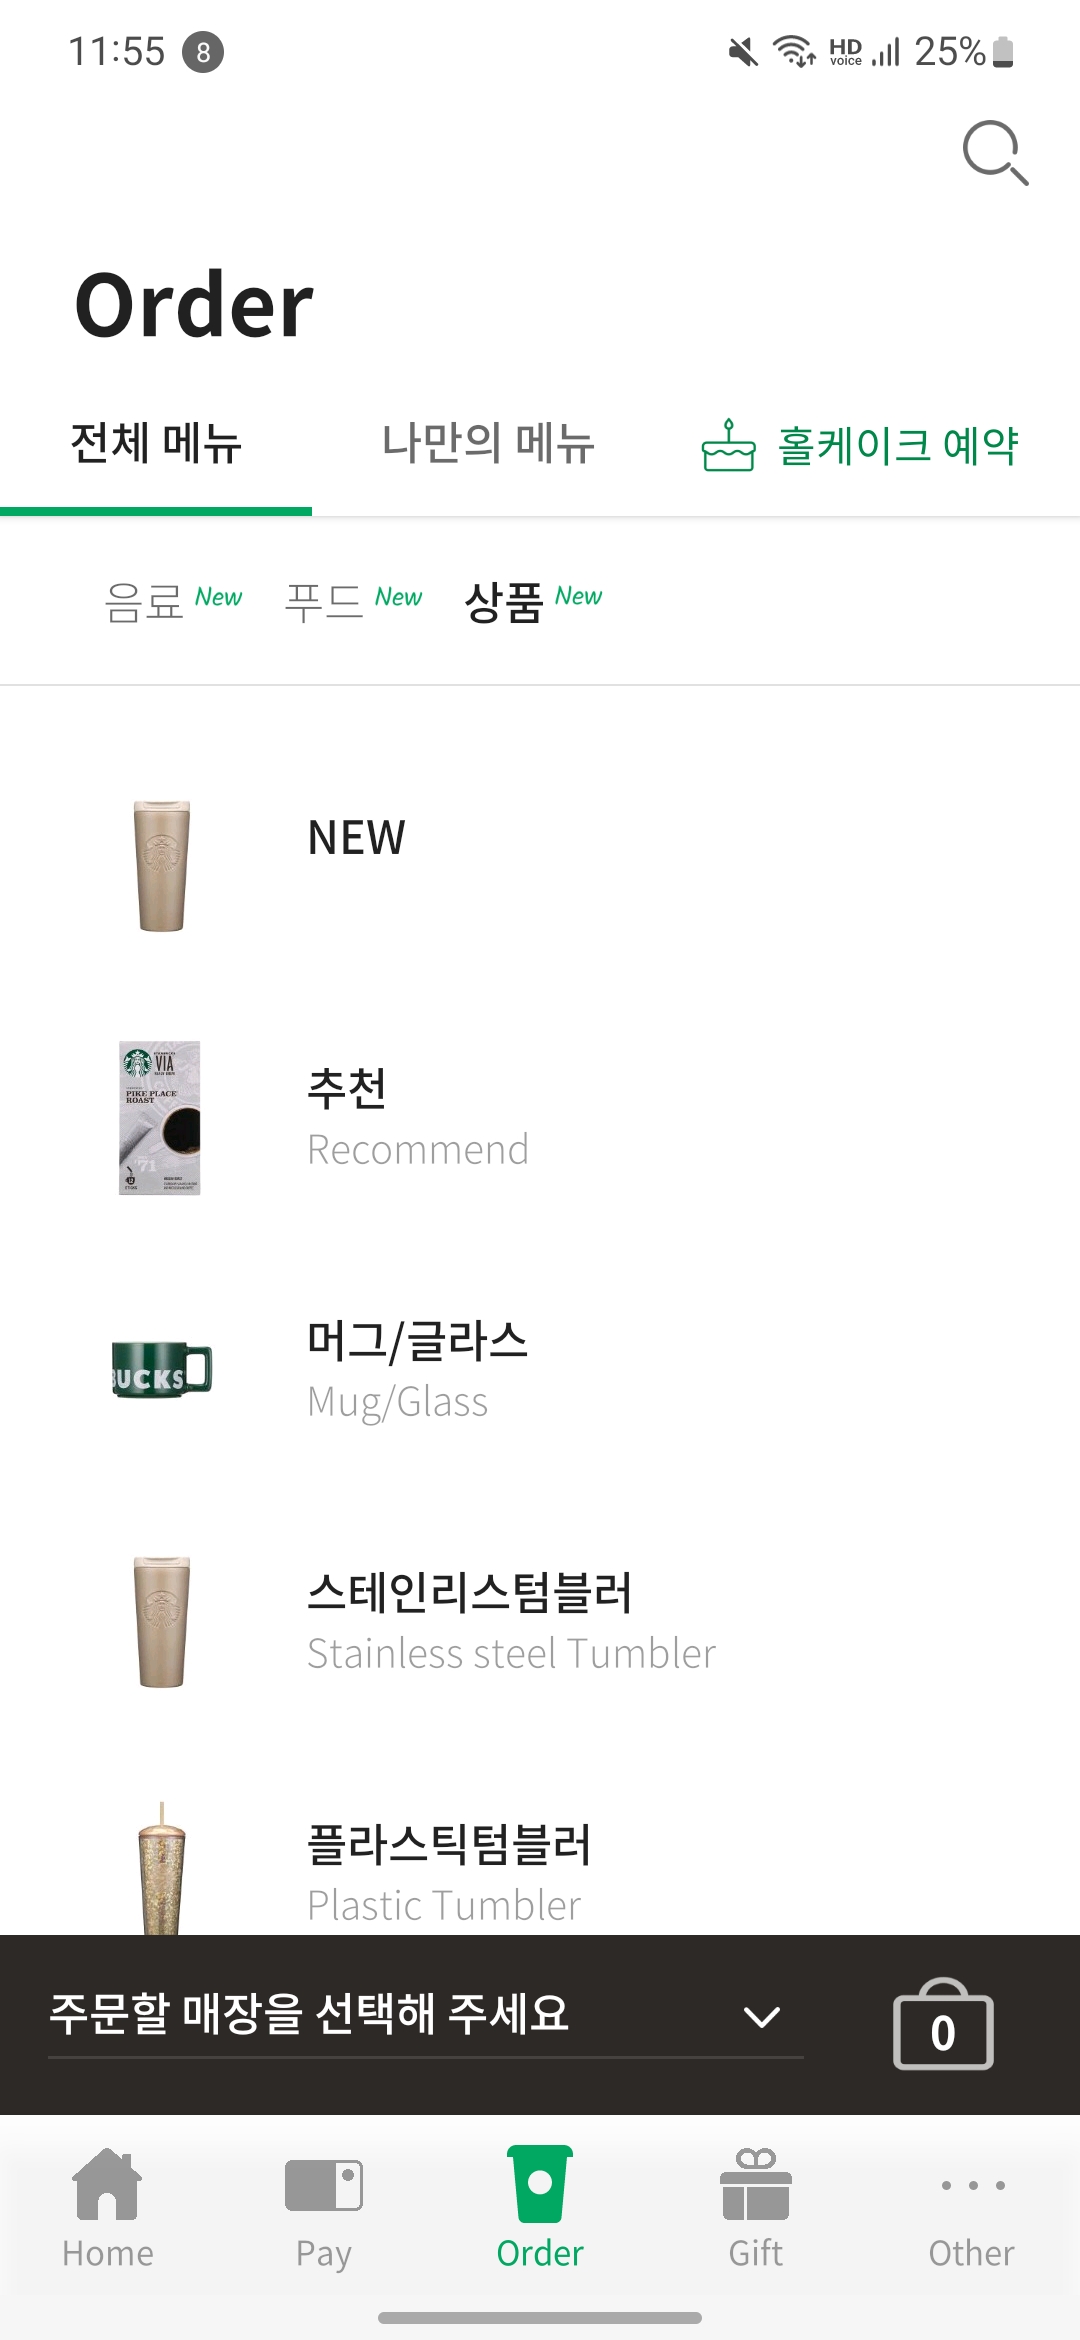 11:55 8 HD voice 25%
Order
전체 메뉴 나만의 메뉴 홀케이크 예약
음료 New 푸드 New 상품 New
NEW
VIA
PIKE PLACE
ROAST
'71
추천
Recommend
BUCKS
머그/글라스
Mug/Glass
스테인리스텀블러
Stainless steel Tumbler
플라스틱텀블러
Plastic Tumbler
주문할 매장을 선택해 주세요 0
Home Pay Order Gift Other